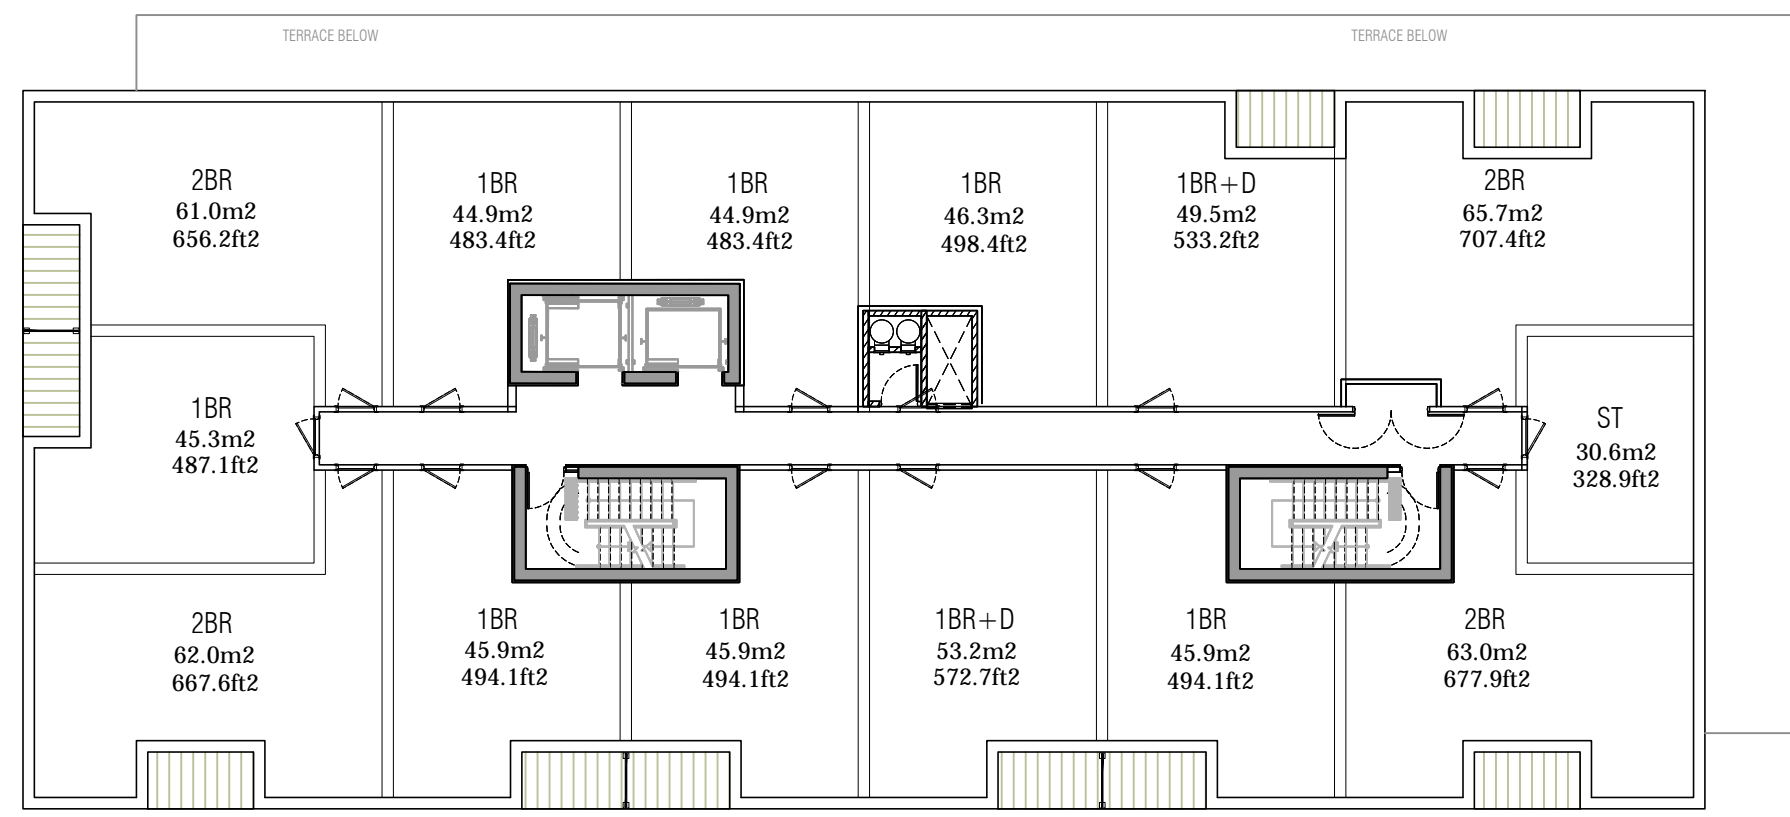 TERRACE BELOW
TERRACE BELOW
2BR
61.0m2
656.2ft2
1BR
44.9m2
483.4ft2
1BR
44.9m2
483.4ft2
1BR
46.3m2
498.4ft2
1BR+D
49.5m2
533.2ft2
2BR
65.7m2
707.4ft2
1BR
45.3m2
487.1ft2
ST
30.6m2
328.9ft2
2BR
62.0m2
667.6ft2
1BR
45.9m2
494.1ft2
1BR
45.9m2
494.1ft2
1BR+D
53.2m2
572.7ft2
1BR
45.9m2
494.1ft2
2BR
63.0m2
677.9ft2